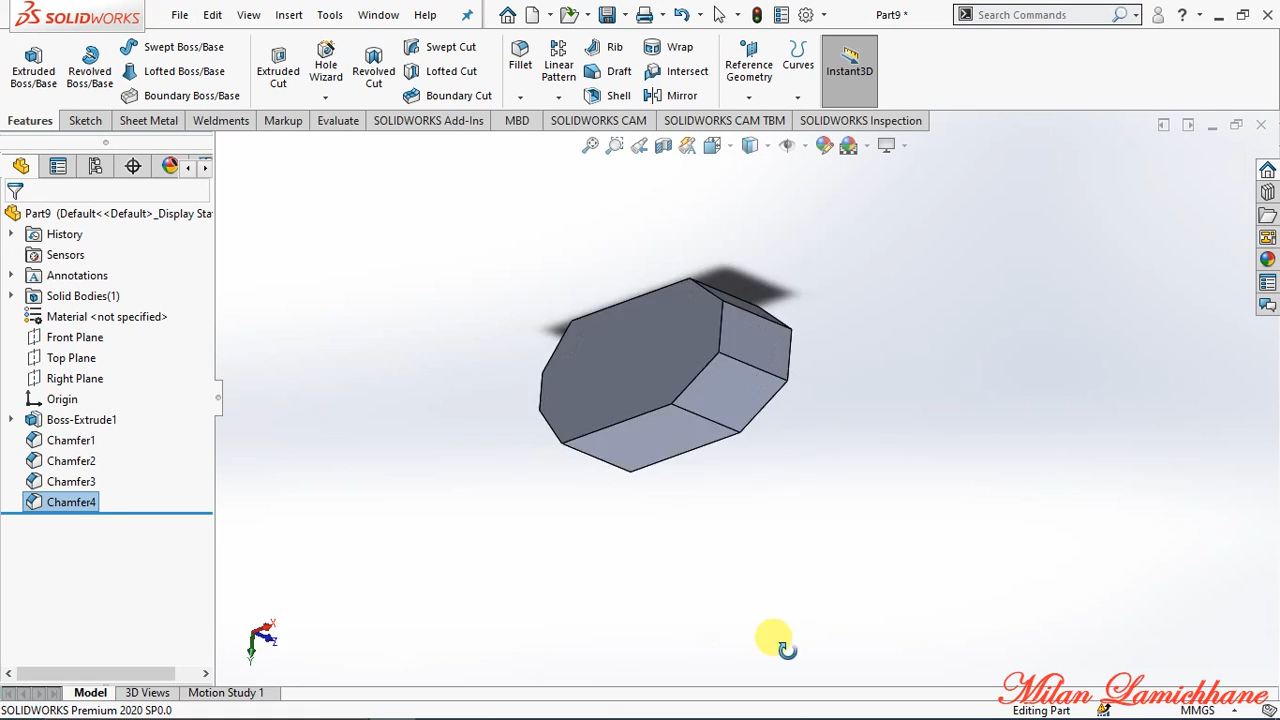 SOLIDWORKS File Edit View Insert Tools Window Help Part9 * Search Commands ?
Extruded Boss/Base
Revolved Boss/Base
Swept Boss/Base
Lofted Boss/Base
Boundary Boss/Base
Extruded Cut
Hole Wizard
Revolved Cut
Swept Cut
Lofted Cut
Boundary Cut
Fillet
Linear Pattern
Rib
Draft
Shell
Wrap
Intersect
Mirror
Reference Geometry
Curves
Instant3D
Features Sketch Sheet Metal Weldments Markup Evaluate SOLIDWORKS Add-Ins MBD SOLIDWORKS CAM SOLIDWORKS CAM TBM SOLIDWORKS Inspection
Part9 (Default<<Default>_Display Sta
History
Sensors
Annotations
Solid Bodies(1)
Material <not specified>
Front Plane
Top Plane
Right Plane
Origin
Boss-Extrude1
Chamfer1
Chamfer2
Chamfer3
Chamfer4
X
Z
Y
Model 3D Views Motion Study 1
Milan Lamichhane
SOLIDWORKS Premium 2020 SP0.0 Editing Part MMGS